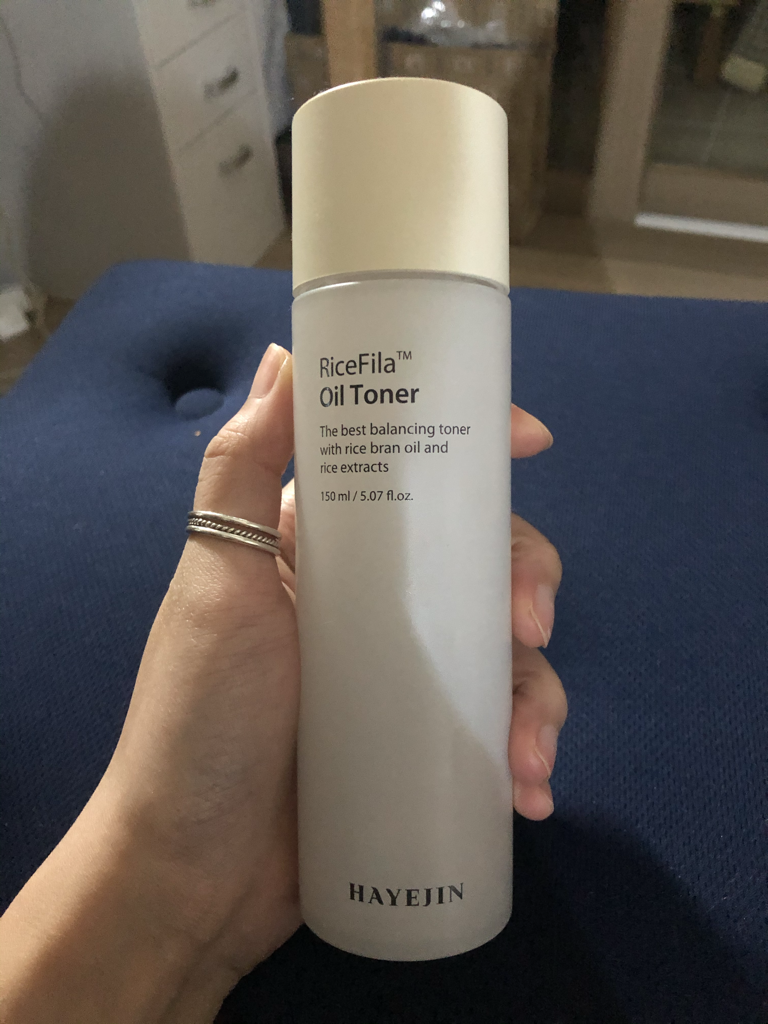 RiceFila™
Oil Toner
The best balancing toner
with rice bran oil and
rice extracts
150 ml / 5.07 fl.oz.
HAYEJIN